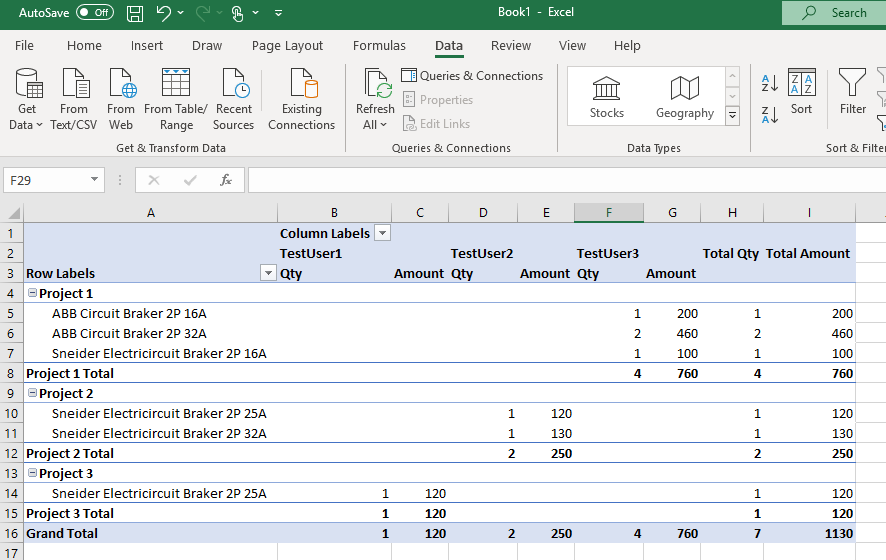 AutoSave Off Book1 - Excel Search
File Home Insert Draw Page Layout Formulas Data Review View Help
Get Data From Text/CSV From Web From Table/ Range Recent Sources Existing Connections
Refresh All Queries & Connections Properties Edit Links
Stocks Geography
Sort Filter
Get & Transform Data Queries & Connections Data Types Sort & Filter
F29 fx
A B C D E F G H I
1 Column Labels
2 TestUser1 TestUser2 TestUser3 Total Qty Total Amount
3 Row Labels Qty Amount Qty Amount Qty Amount
4 Project 1
5 ABB Circuit Braker 2P 16A 1 200 1 200
6 ABB Circuit Braker 2P 32A 2 460 2 460
7 Sneider Electricircuit Braker 2P 16A 1 100 1 100
8 Project 1 Total 4 760 4 760
9 Project 2
10 Sneider Electricircuit Braker 2P 25A 1 120 1 120
11 Sneider Electricircuit Braker 2P 32A 1 130 1 130
12 Project 2 Total 2 250 2 250
13 Project 3
14 Sneider Electricircuit Braker 2P 25A 1 120 1 120
15 Project 3 Total 1 120 1 120
16 Grand Total 1 120 2 250 4 760 7 1130
17